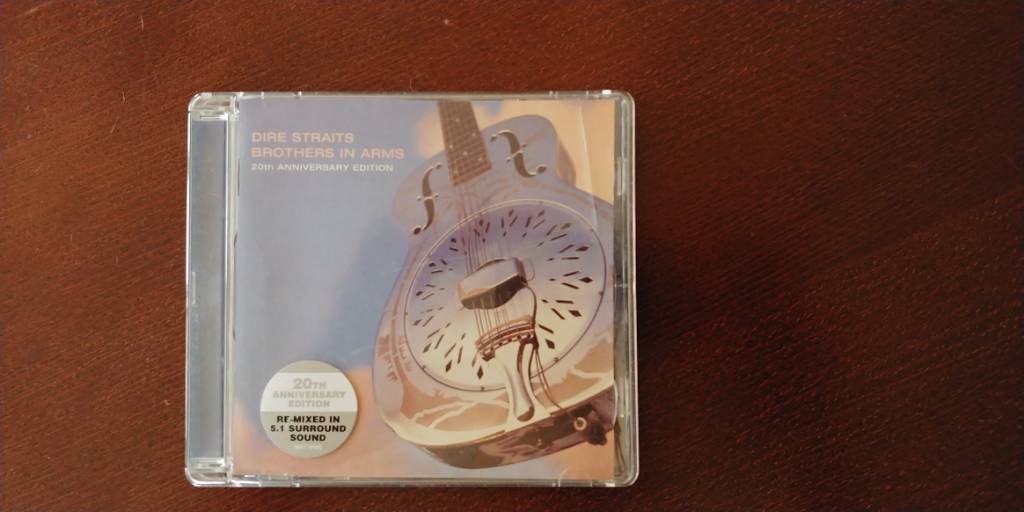 DIRE STRAITS
BROTHERS IN ARMS
20th ANNIVERSARY EDITION
20TH
ANNIVERSARY
EDITION
RE-MIXED IN
5.1 SURROUND
SOUND